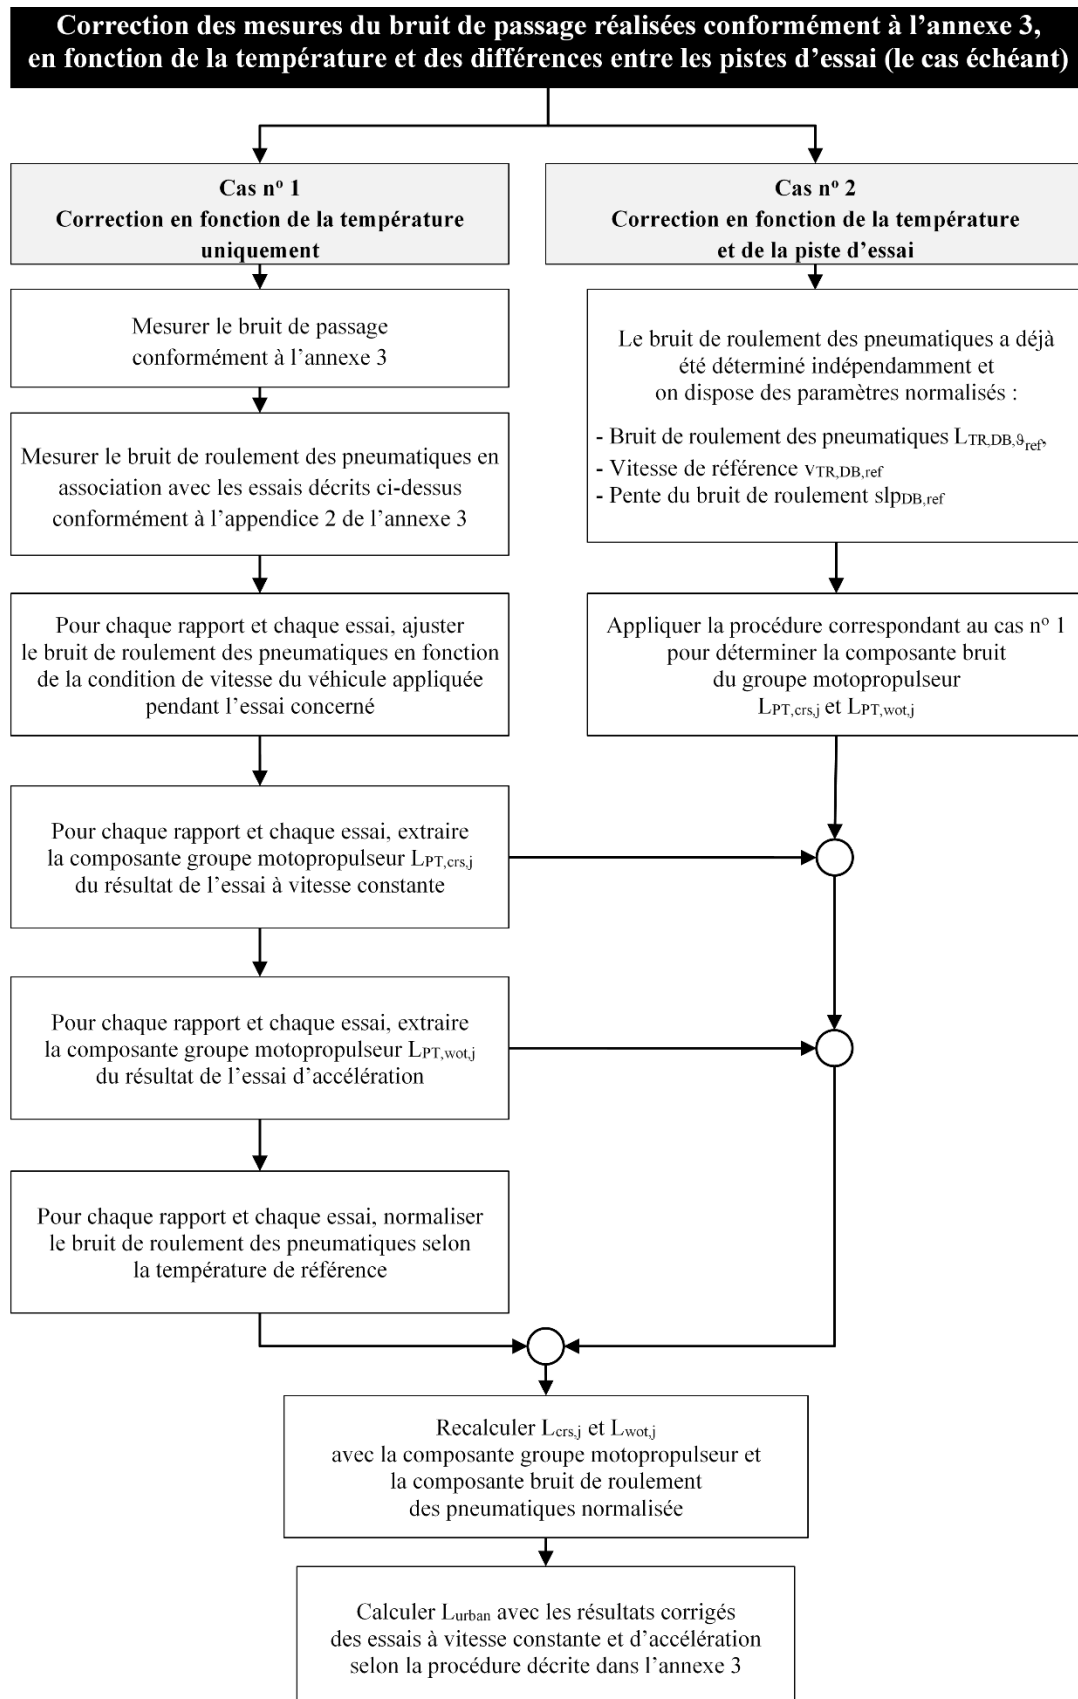 Correction des mesures du bruit de passage réalisées conformément à l’annexe 3,
en fonction de la température et des différences entre les pistes d’essai (le cas échéant)
Cas nº 1
Correction en fonction de la température
uniquement
Mesurer le bruit de passage
conformément à l’annexe 3
Mesurer le bruit de roulement des pneumatiques en
association avec les essais décrits ci-dessus
conformément à l’appendice 2 de l’annexe 3
Pour chaque rapport et chaque essai, ajuster
le bruit de roulement des pneumatiques en fonction
de la condition de vitesse du véhicule appliquée
pendant l’essai concerné
Pour chaque rapport et chaque essai, extraire
la composante groupe motopropulseur LPT,crs,j
du résultat de l’essai à vitesse constante
Pour chaque rapport et chaque essai, extraire
la composante groupe motopropulseur LPT,wot,j
du résultat de l’essai d’accélération
Pour chaque rapport et chaque essai, normaliser
le bruit de roulement des pneumatiques selon
la température de référence
Cas nº 2
Correction en fonction de la température
et de la piste d’essai
Le bruit de roulement des pneumatiques a déjà
été déterminé indépendamment et
on dispose des paramètres normalisés :
- Bruit de roulement des pneumatiques LTR,DB,ϑref,
- Vitesse de référence vTR,DB,ref
- Pente du bruit de roulement slpDB,ref
Appliquer la procédure correspondant au cas nº 1
pour déterminer la composante bruit
du groupe motopropulseur
LPT,crs,j et LPT,wot,j
Recalculer Lcrs,j et Lwot,j
avec la composante groupe motopropulseur et
la composante bruit de roulement
des pneumatiques normalisée
Calculer Lurban avec les résultats corrigés
des essais à vitesse constante et d’accélération
selon la procédure décrite dans l’annexe 3